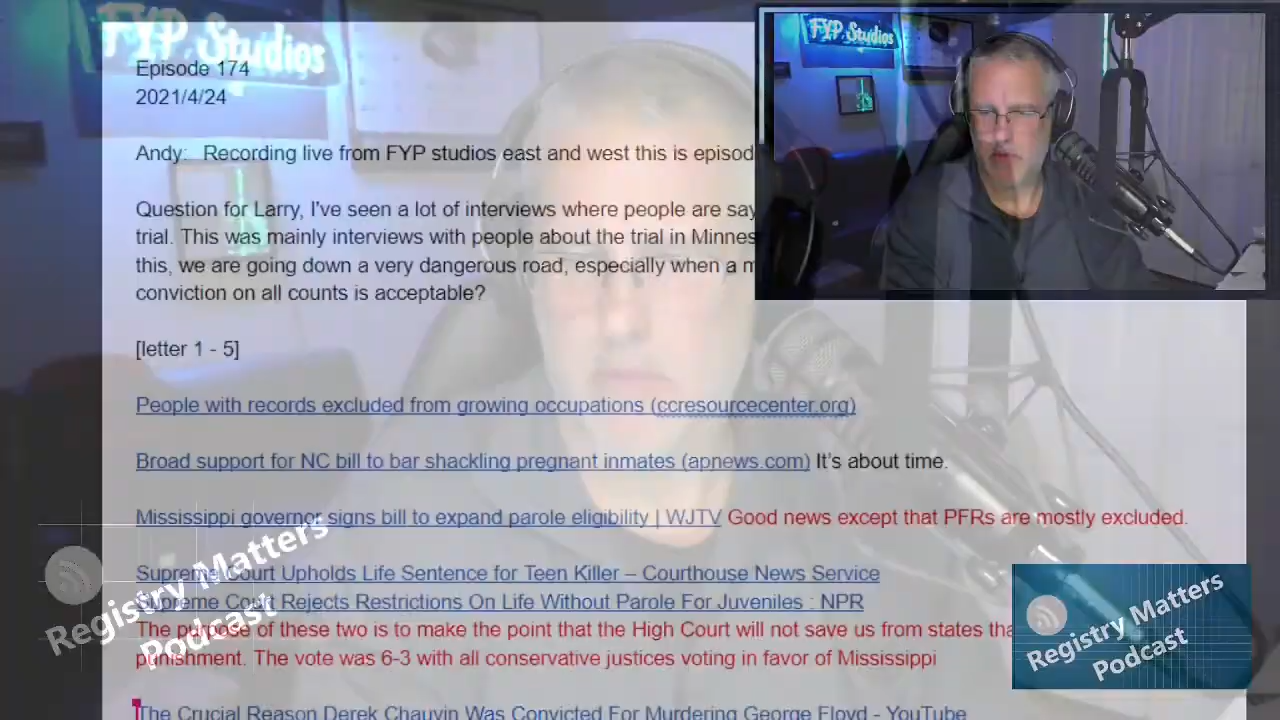 FYP Studios
FYP Studios
Episode 174
2021/4/24
Andy: Recording live from FYP studios east and west this is episod
Question for Larry, I've seen a lot of interviews where people are say
trial. This was mainly interviews with people about the trial in Minnes
this, we are going down a very dangerous road, especially when a m
conviction on all counts is acceptable?
[letter 1 - 5]
People with records excluded from growing occupations (ccresourcecenter.org)
Broad support for NC bill to bar shackling pregnant inmates (apnews.com) It's about time.
Mississippi governor signs bill to expand parole eligibility | WJTV Good news except that PFRs are mostly excluded.
Supreme Court Upholds Life Sentence for Teen Killer – Courthouse News Service
Supreme Court Rejects Restrictions On Life Without Parole For Juveniles : NPR
The purpose of these two is to make the point that the High Court will not save us from states tha
punishment. The vote was 6-3 with all conservative justices voting in favor of Mississippi
The Crucial Reason Derek Chauvin Was Convicted For Murdering George Floyd - YouTube
Registry Matters
Podcast
Registry Matters
Podcast